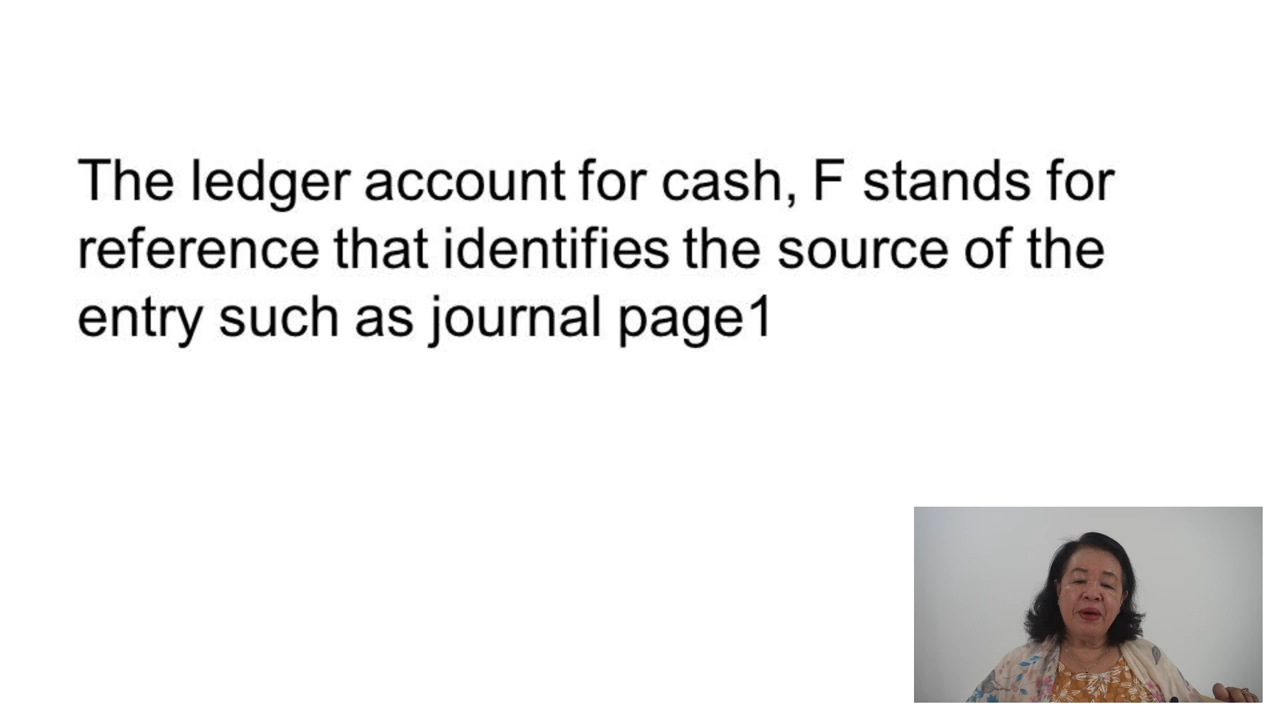 The ledger account for cash, F stands for
reference that identifies the source of the
entry such as journal page1